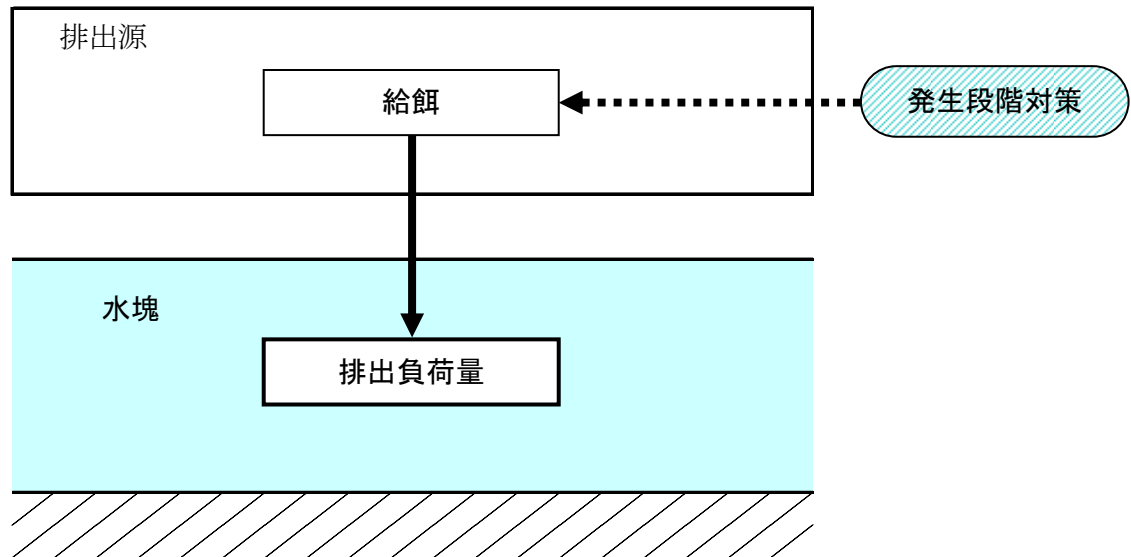 排出源
給餌
発生段階対策
水塊
排出負荷量